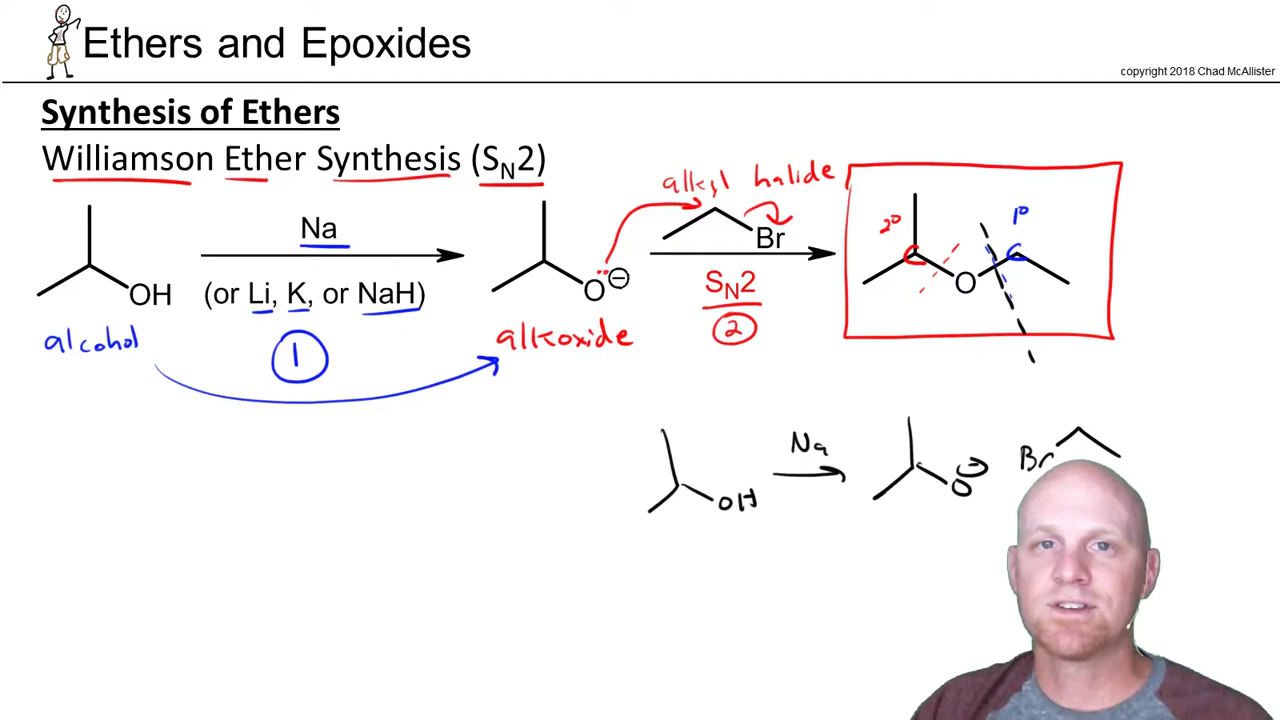 Ethers and Epoxides
copyright 2018 Chad McAllister
Synthesis of Ethers
Williamson Ether Synthesis (SN2)
alkyl halide
Na
Br
2°
1°
OH
(or Li, K, or NaH)
O⊖
SN2
O
alcohol
1
alkoxide
2
Na
Br
OH
O⊖